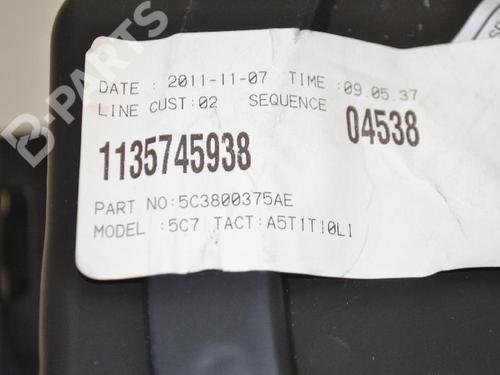 B-PARTS
DATE : 2011-11-07 TIME :09.05.37
LINE CUST:02 SEQUENCE
04538
1135745938
PART NO:5C3800375AE
MODEL :5C7 TACT:A5T1T10LI